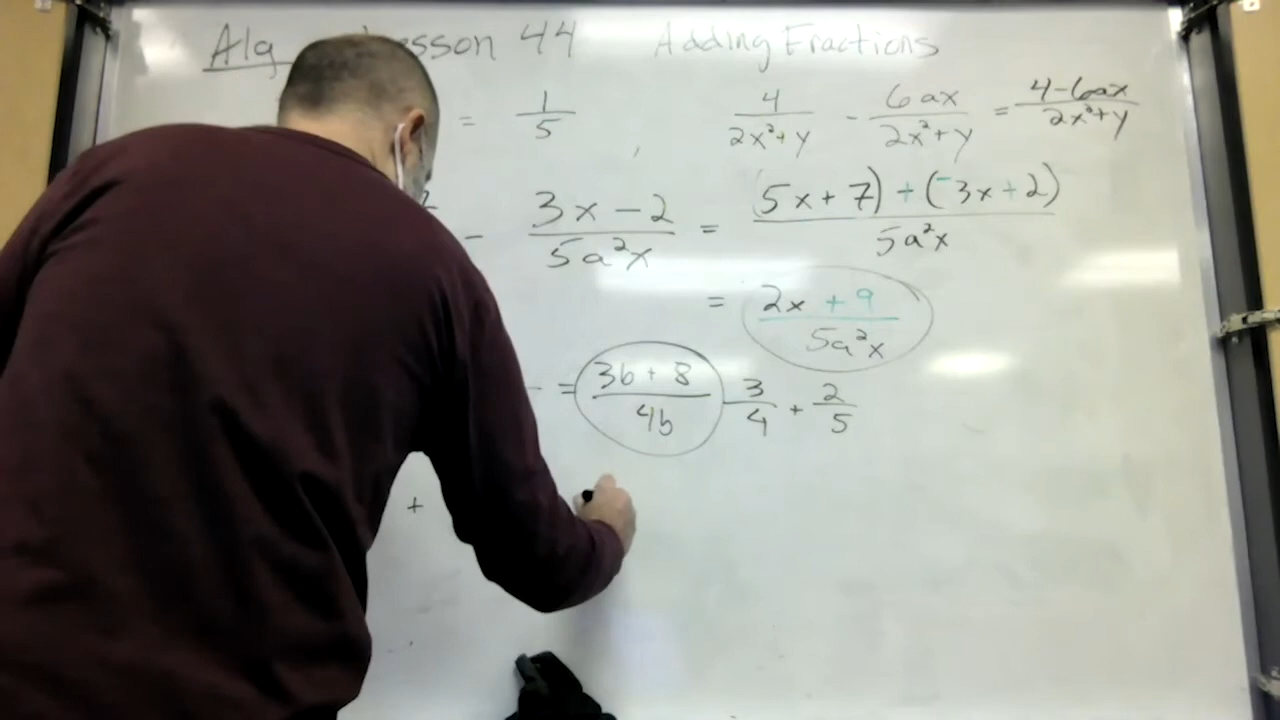 Alg Lesson 44 Adding Fractions
= 1/5 , 4/(2x²+y) - 6ax/(2x²+y) = (4-6ax)/(2x²+y)
- (3x-2)/(5a²x) = ((5x+7)+(⁻3x+2))/(5a²x)
= (2x+9)/(5a²x)
= (3b+8)/(4b) 3/4 + 2/5
+